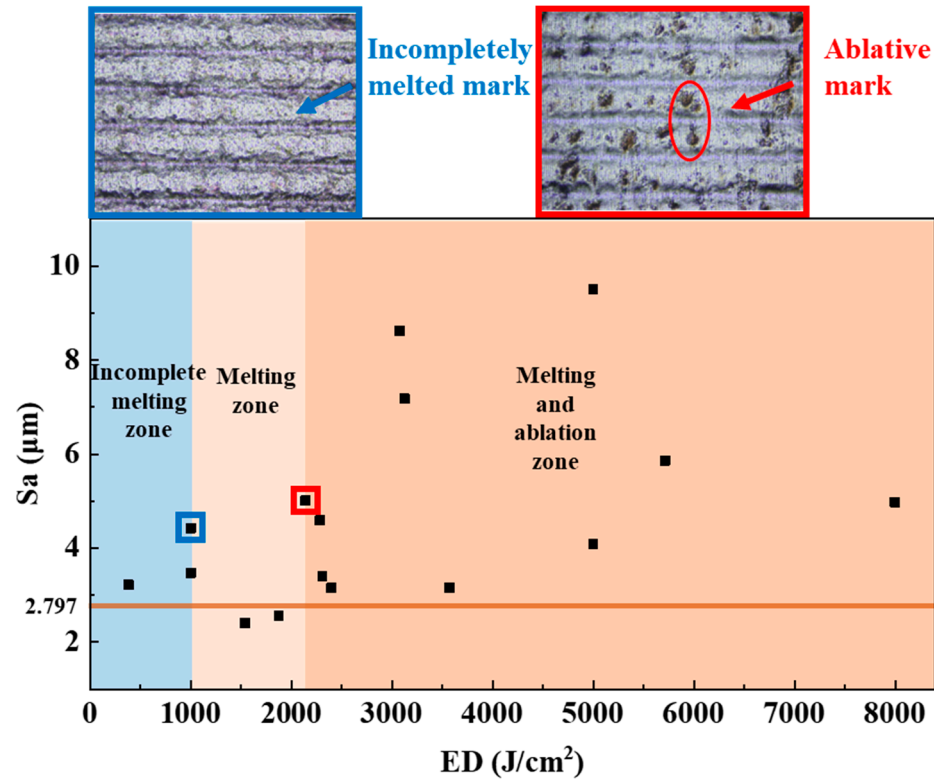 Incompletely
melted mark
Ablative
mark
10
8
6
4
2.797
2
Sa (μm)
Incomplete
melting
zone
Melting
zone
Melting
and
ablation
zone
0 1000 2000 3000 4000 5000 6000 7000 8000
ED (J/cm²)